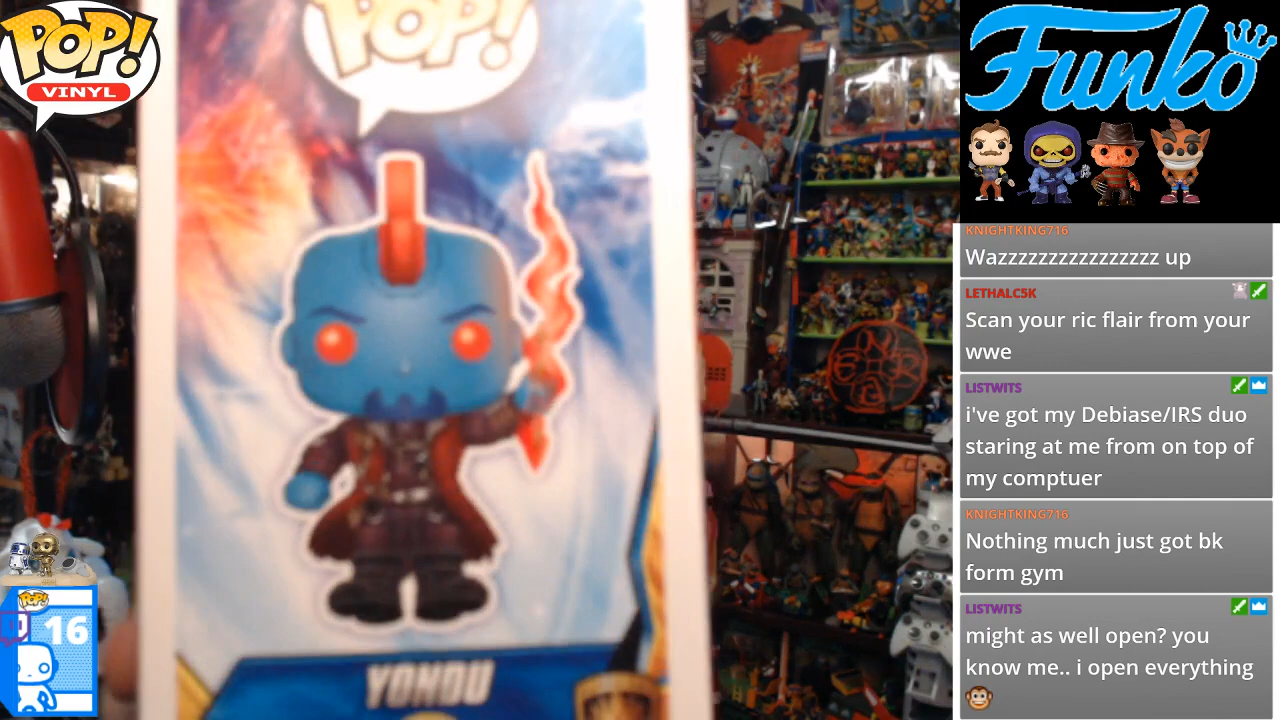 POP!
VINYL
POP!
YONDU
POP!
16
Funko
KNIGHTKING716
Wazzzzzzzzzzzzzzzz up
LETHALC5K
Scan your ric flair from your
wwe
LISTWITS
i've got my Debiase/IRS duo
staring at me from on top of
my comptuer
KNIGHTKING716
Nothing much just got bk
form gym
LISTWITS
might as well open? you
know me.. i open everything